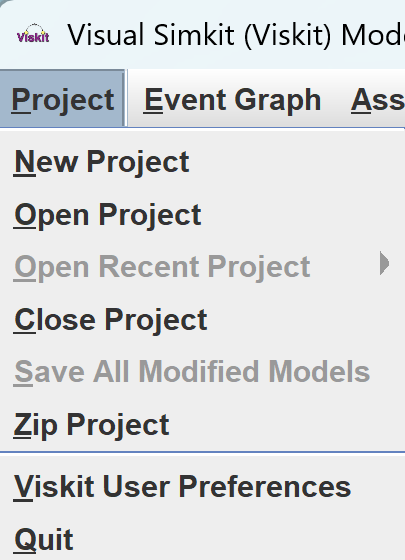 Viskit Visual Simkit (Viskit) Mod
Project Event Graph Ass
New Project
Open Project
Open Recent Project
Close Project
Save All Modified Models
Zip Project
Viskit User Preferences
Quit